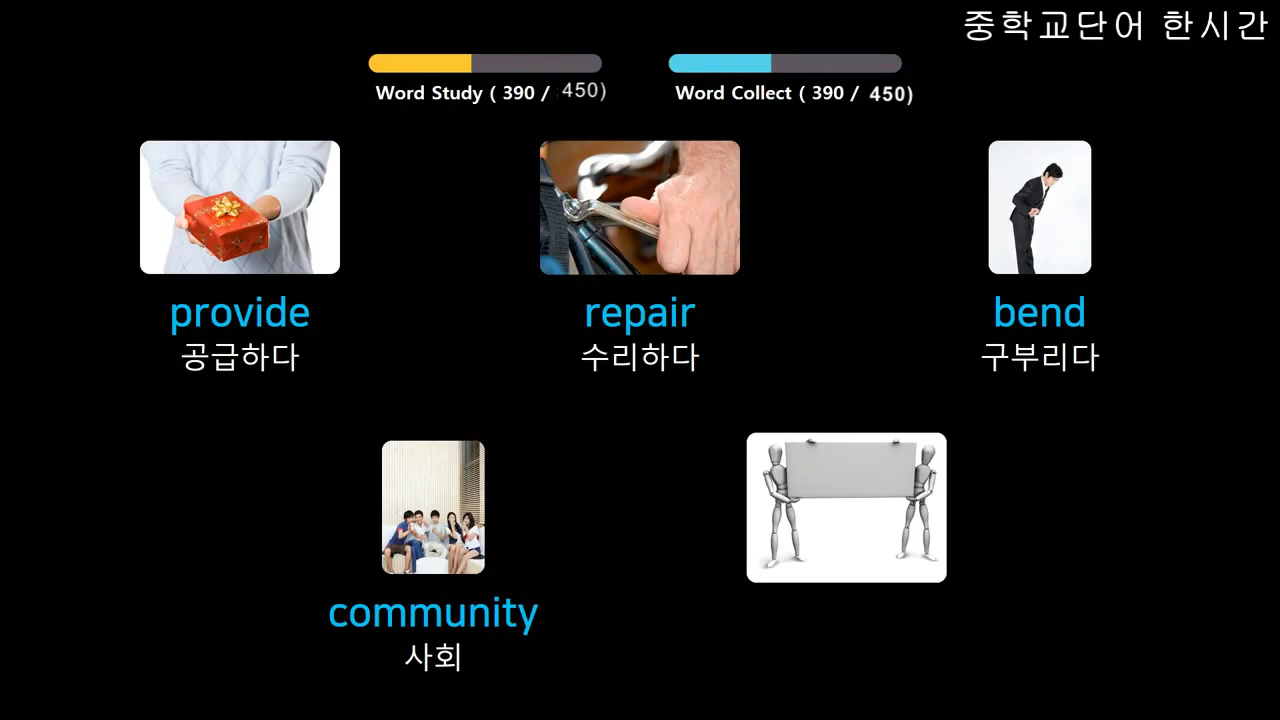 중학교단어 한시간
Word Study ( 390 / 450)
Word Collect ( 390 / 450)
provide
공급하다
repair
수리하다
bend
구부리다
community
사회